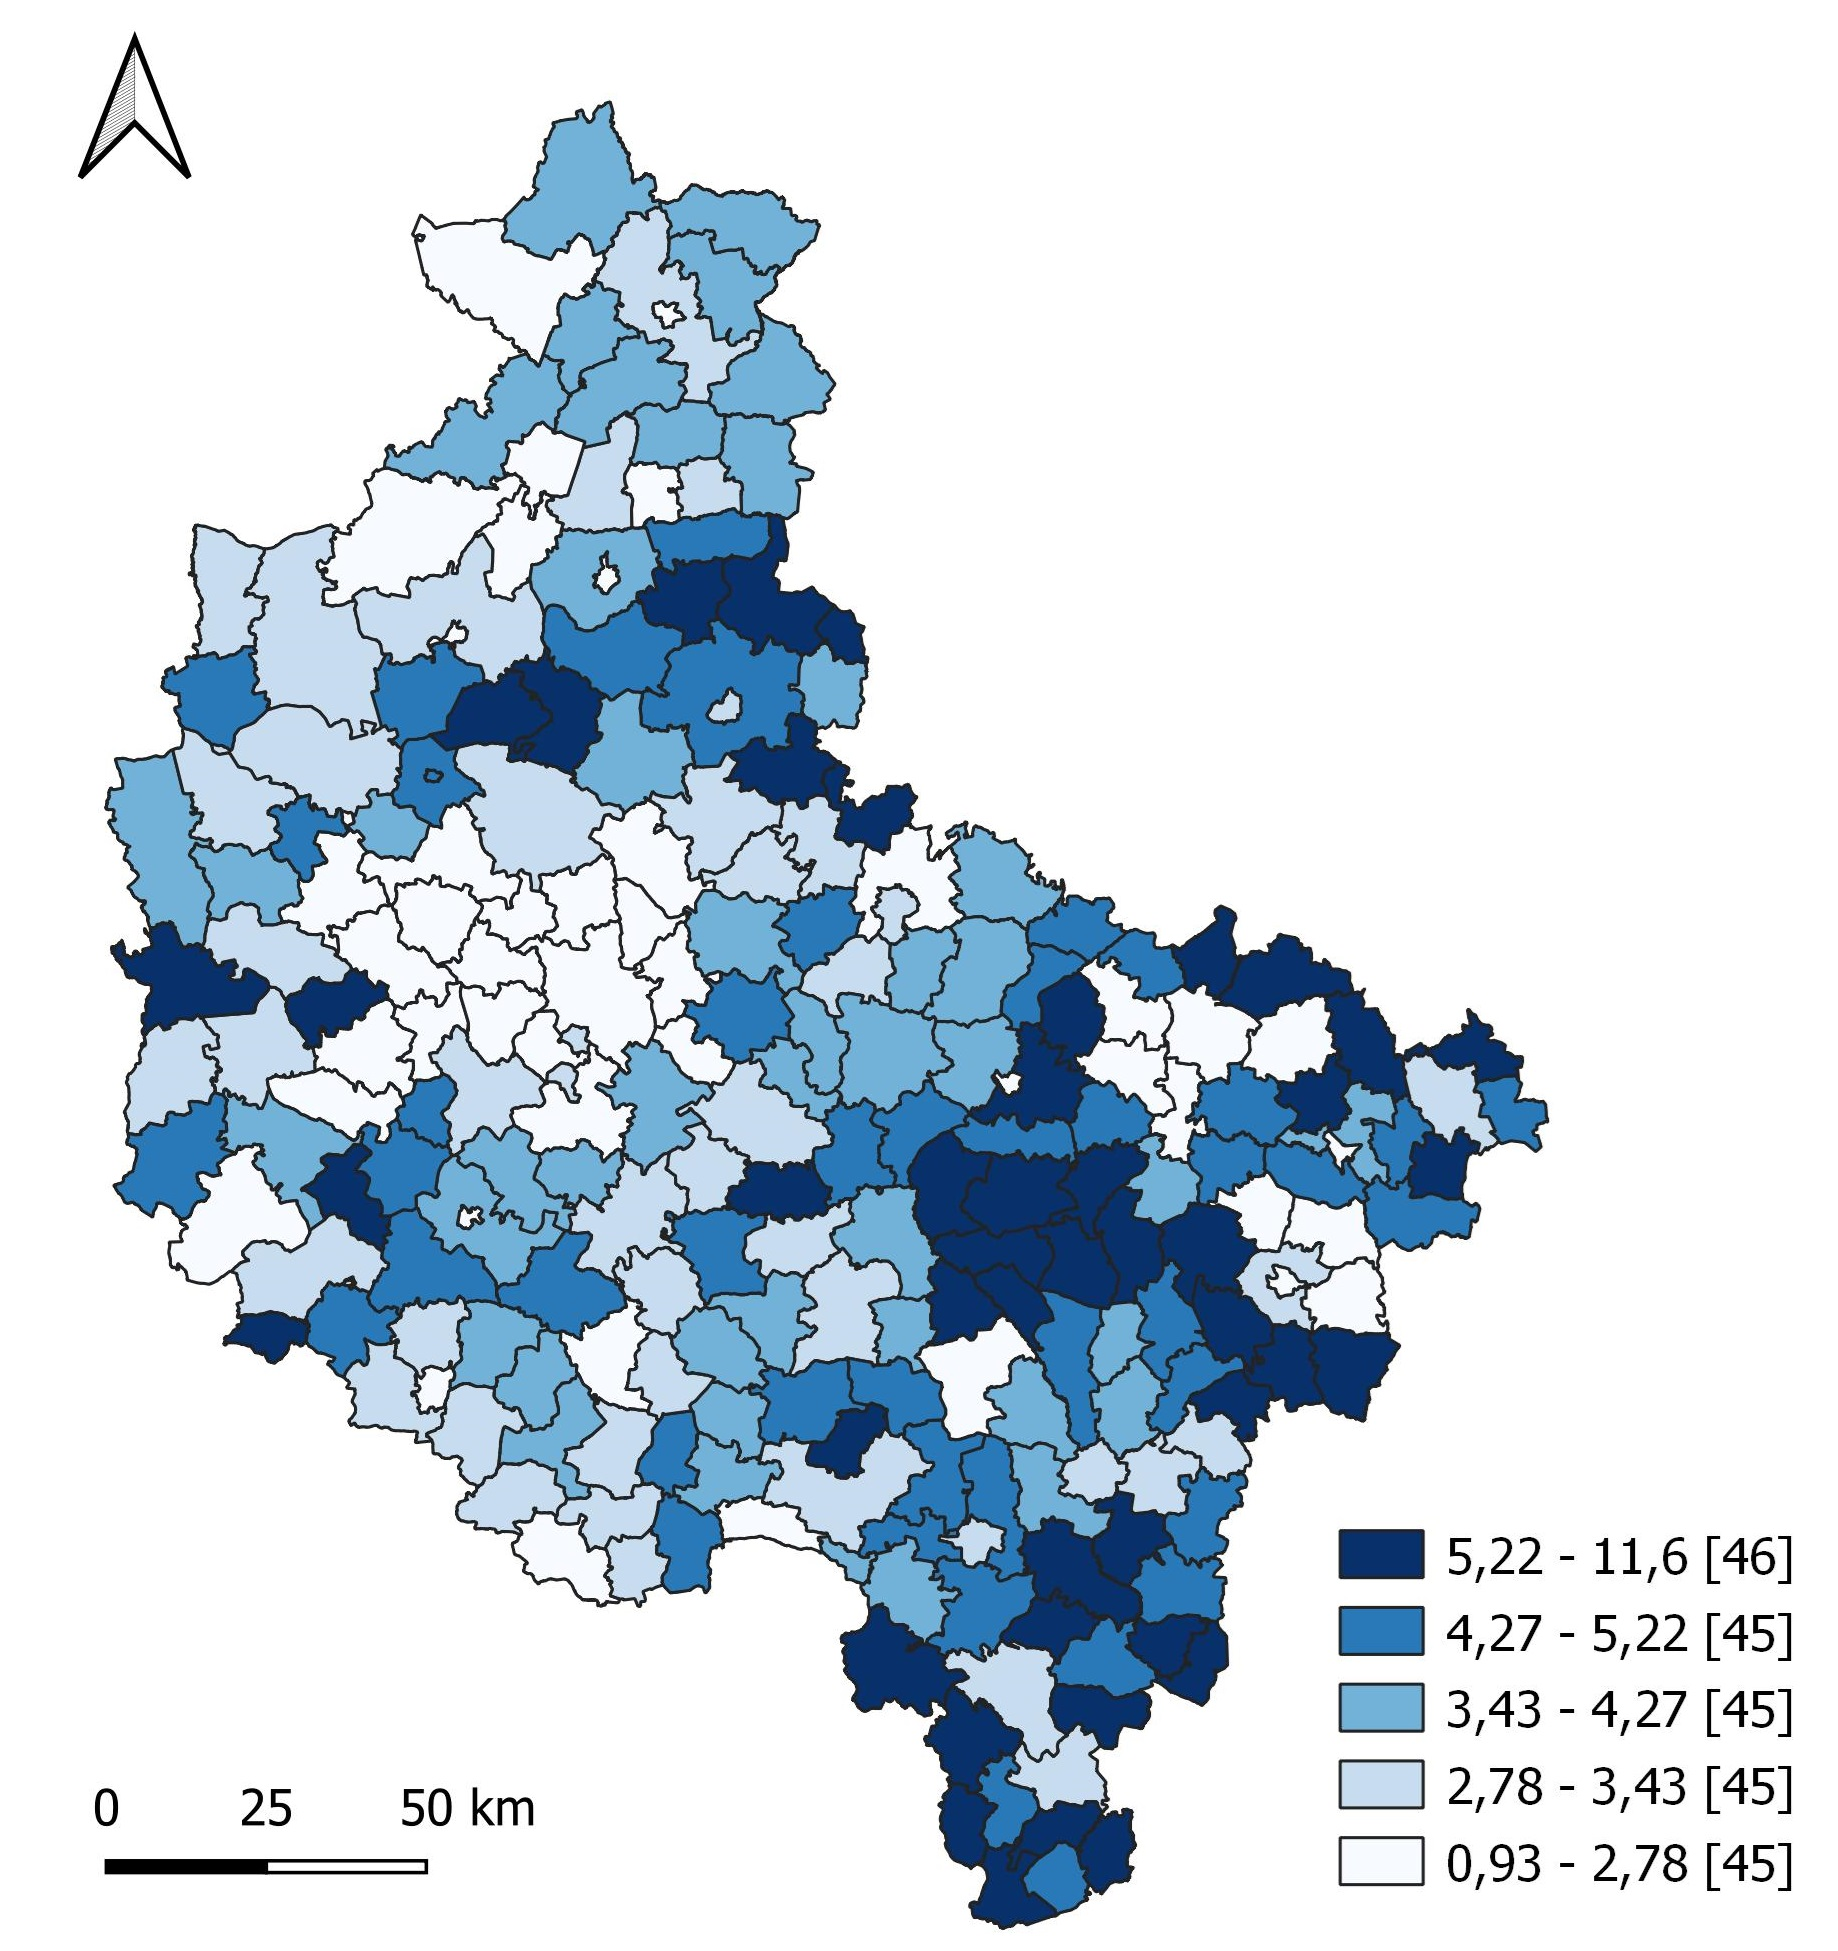 5,22 - 11,6 [46]
4,27 - 5,22 [45]
3,43 - 4,27 [45]
2,78 - 3,43 [45]
0,93 - 2,78 [45]
0 25 50 km